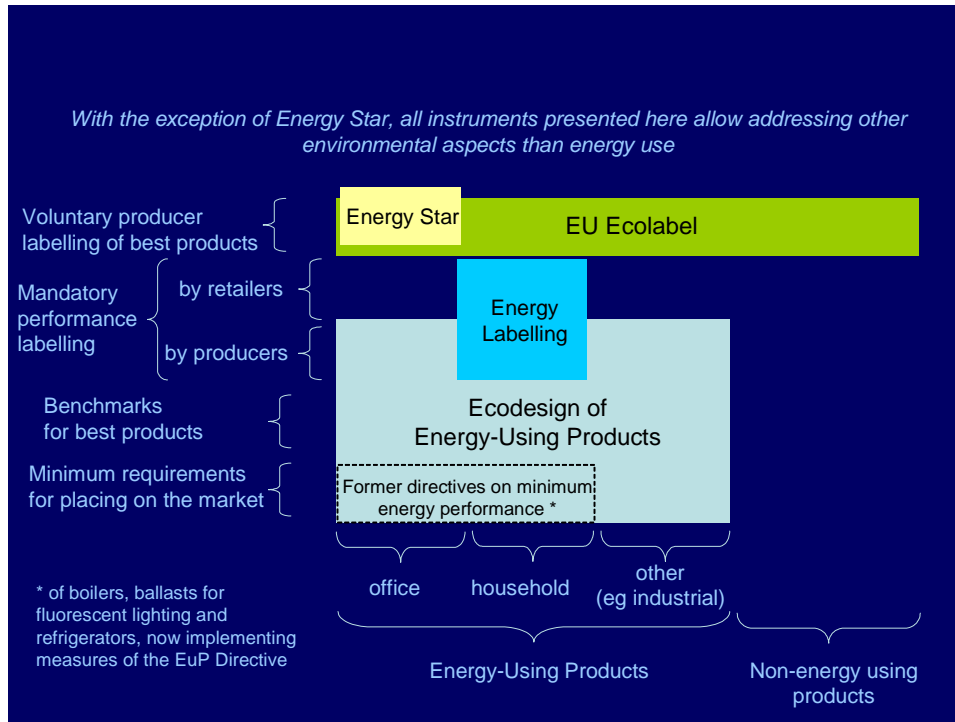 With the exception of Energy Star, all instruments presented here allow addressing other
environmental aspects than energy use
Voluntary producer
labelling of best products
Energy Star
EU Ecolabel
Mandatory
performance
labelling
by retailers
by producers
Energy
Labelling
Benchmarks
for best products
Ecodesign of
Energy-Using Products
Minimum requirements
for placing on the market
Former directives on minimum
energy performance *
office
household
other
(eg industrial)
* of boilers, ballasts for
fluorescent lighting and
refrigerators, now implementing
measures of the EuP Directive
Energy-Using Products
Non-energy using
products